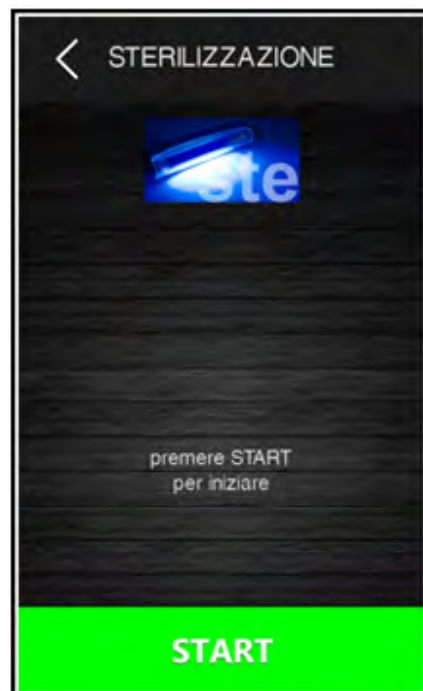 STERILIZZAZIONE
ste
premere START
per iniziare
START